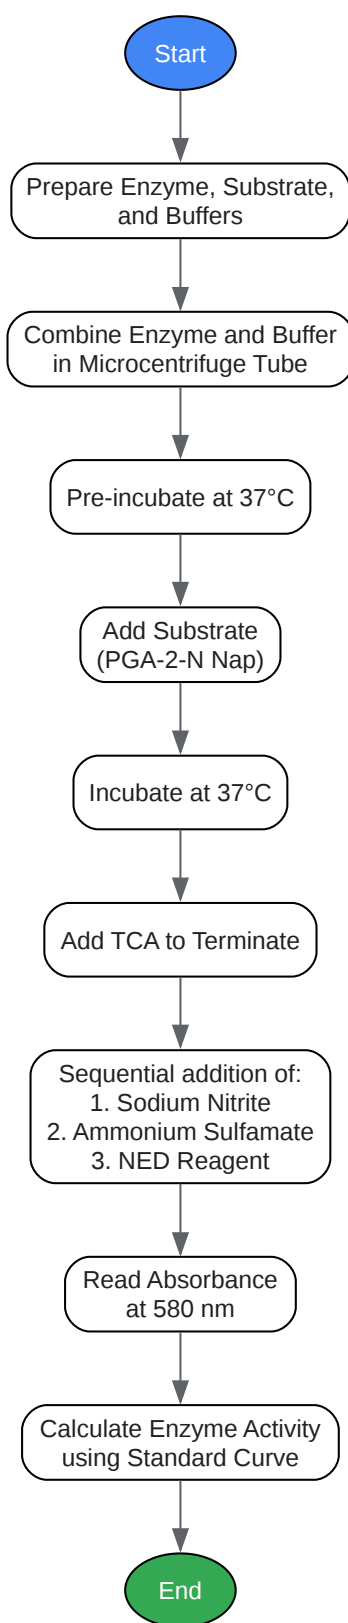 Start
Prepare Enzyme, Substrate,
and Buffers
Combine Enzyme and Buffer
in Microcentrifuge Tube
Pre-incubate at 37°C
Add Substrate
(PGA-2-N Nap)
Incubate at 37°C
Add TCA to Terminate
Sequential addition of:
1. Sodium Nitrite
2. Ammonium Sulfamate
3. NED Reagent
Read Absorbance
at 580 nm
Calculate Enzyme Activity
using Standard Curve
End